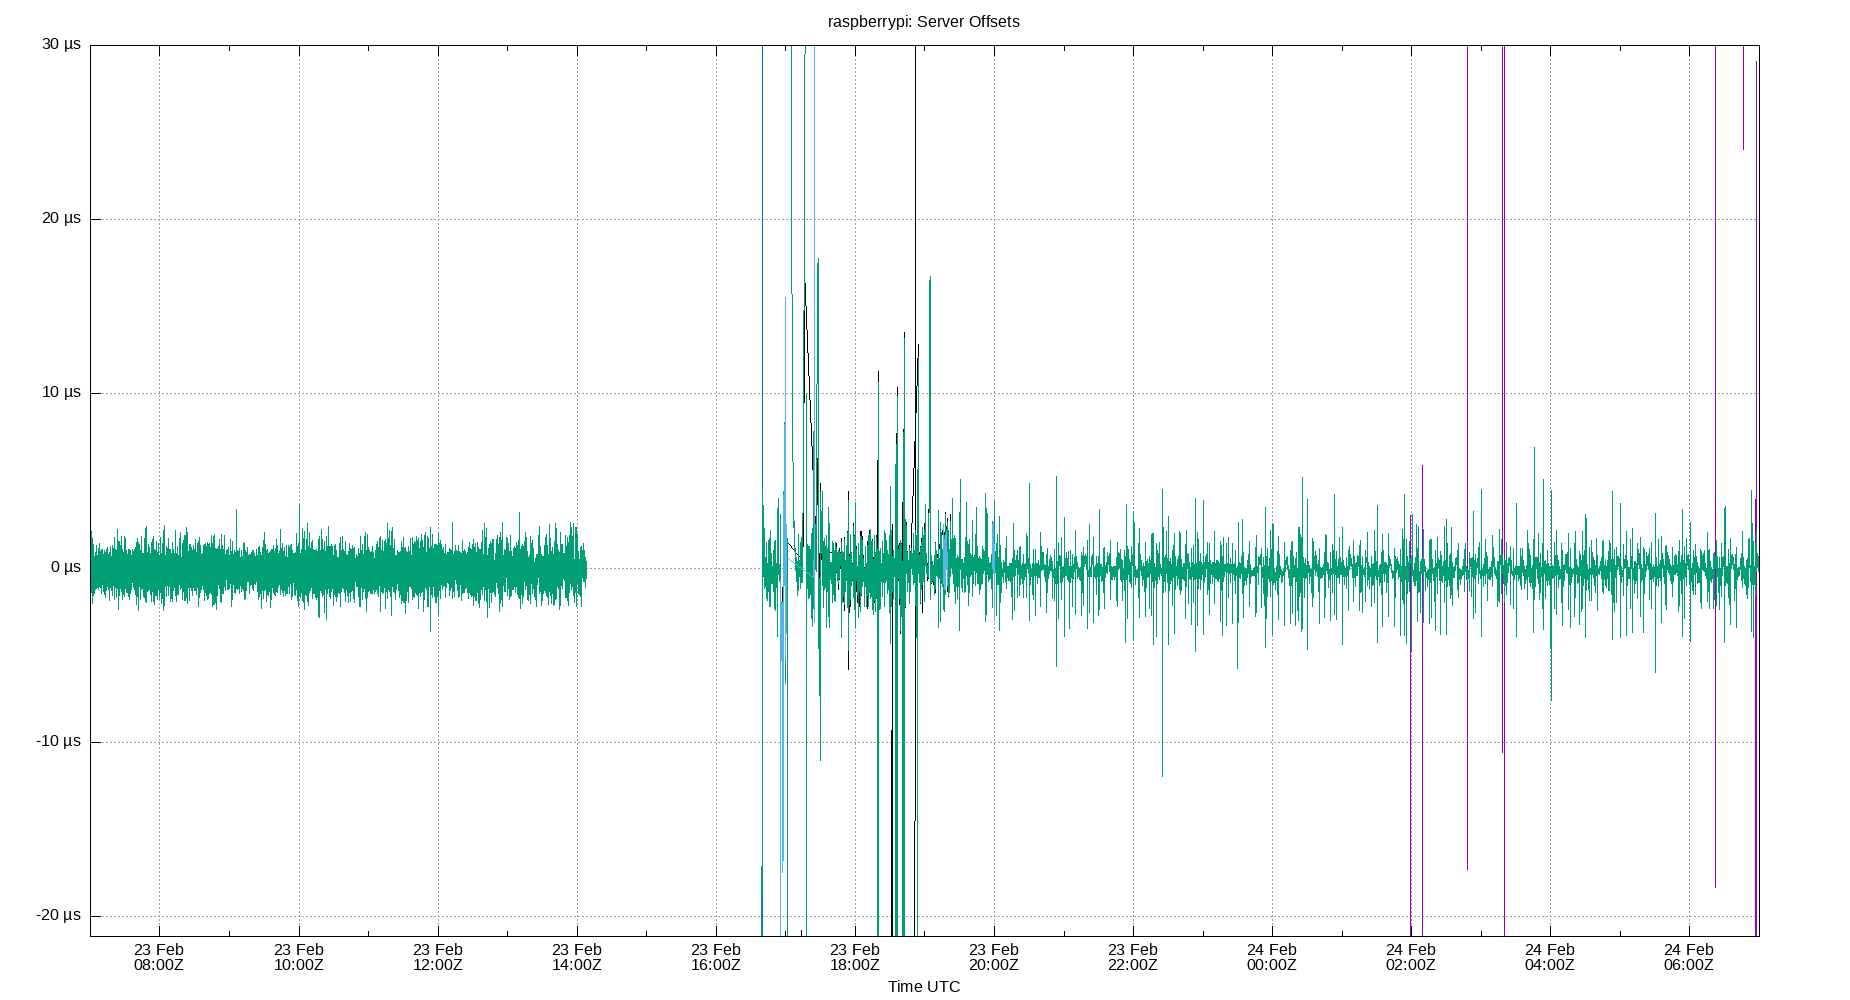 raspberrypi: Server Offsets
30 µs
20 µs
10 µs
0 µs
-10 µs
-20 µs
23 Feb 23 Feb 23 Feb 23 Feb 23 Feb 23 Feb 23 Feb 23 Feb 24 Feb 24 Feb 24 Feb 24 Feb
08:00Z 10:00Z 12:00Z 14:00Z 16:00Z 18:00Z 20:00Z 22:00Z 00:00Z 02:00Z 04:00Z 06:00Z
Time UTC